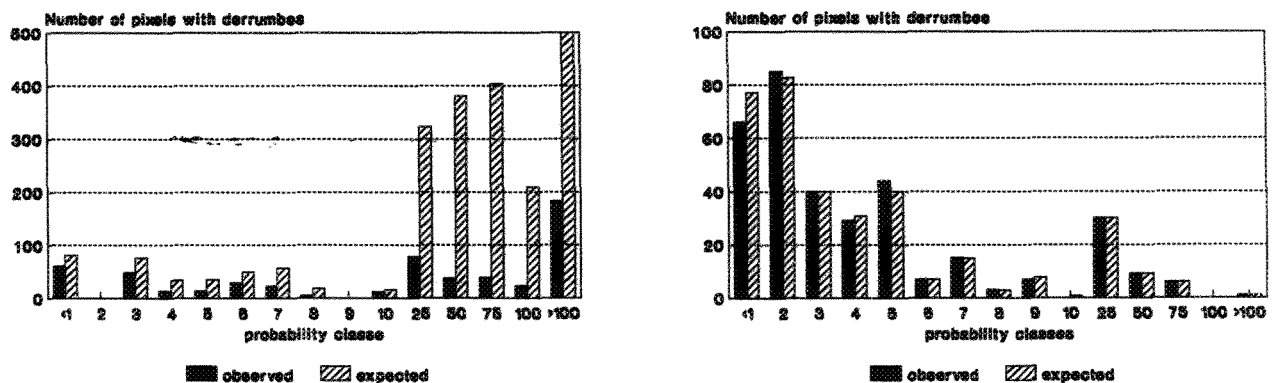 Number of pixels with derrumbes
500
400
300
200
100
0
<1 2 3 4 5 6 7 8 9 10 25 50 75 100 >100
probability classe
observed expected
Number of pixels with derrumbes
100
80
60
40
20
0
<1 2 3 4 5 6 7 8 9 10 25 50 75 100 >100
probability classes
observed expected